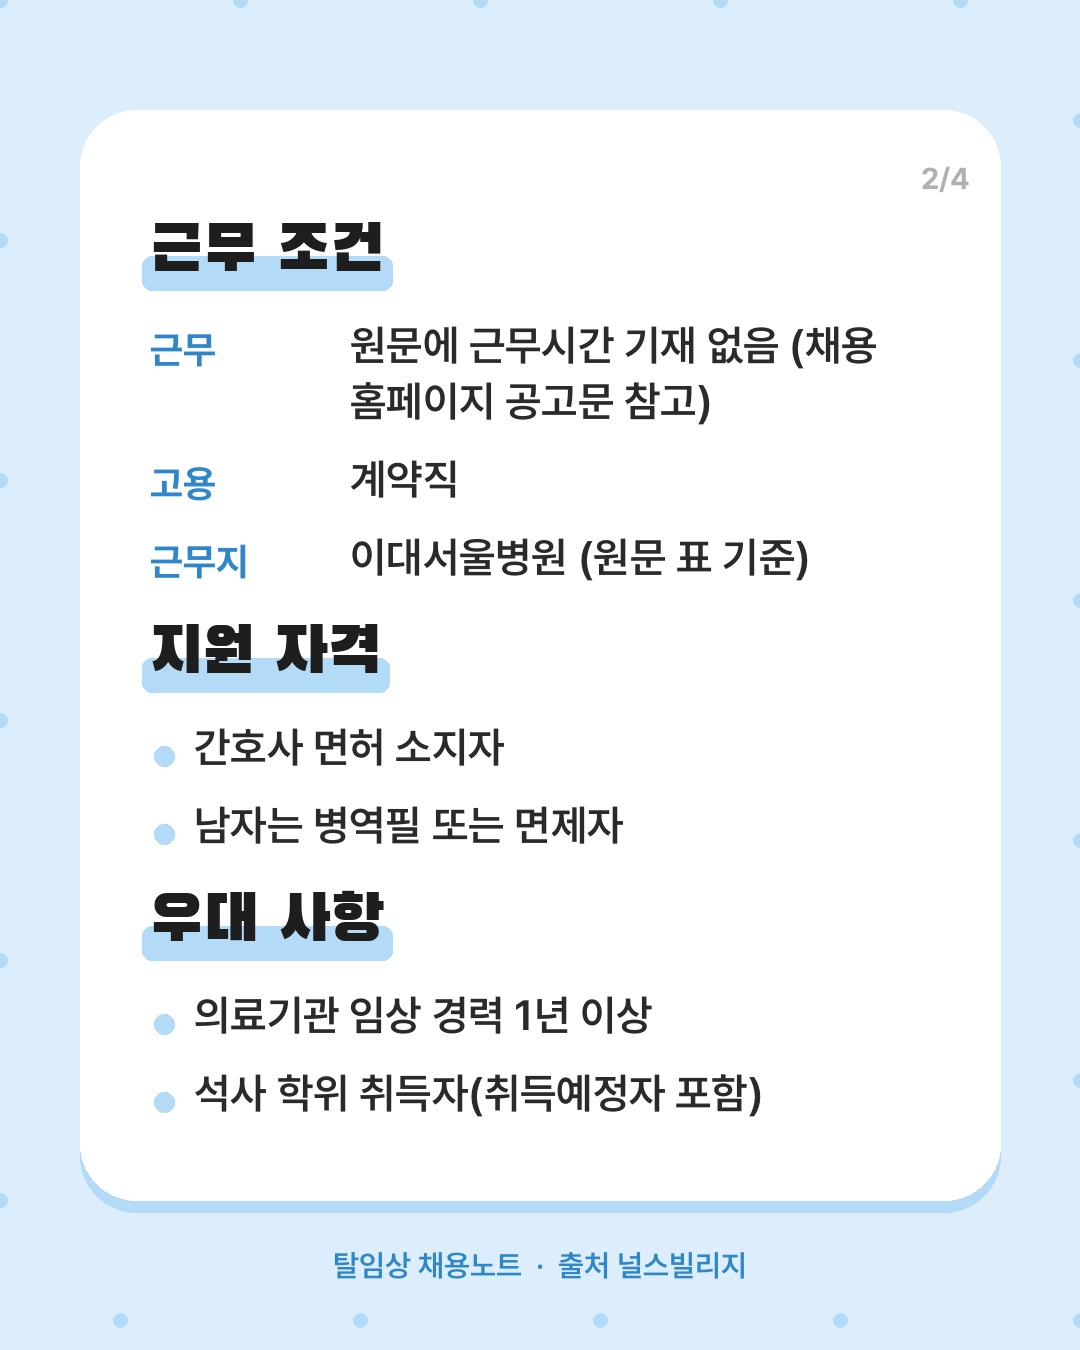 2/4
근무 조건
근무 원문에 근무시간 기재 없음 (채용
홈페이지 공고문 참고)
고용 계약직
근무지 이대서울병원 (원문 표 기준)
지원 자격
간호사 면허 소지자
남자는 병역필 또는 면제자
우대 사항
의료기관 임상 경력 1년 이상
석사 학위 취득자(취득예정자 포함)
탈임상 채용노트 · 출처 널스빌리지